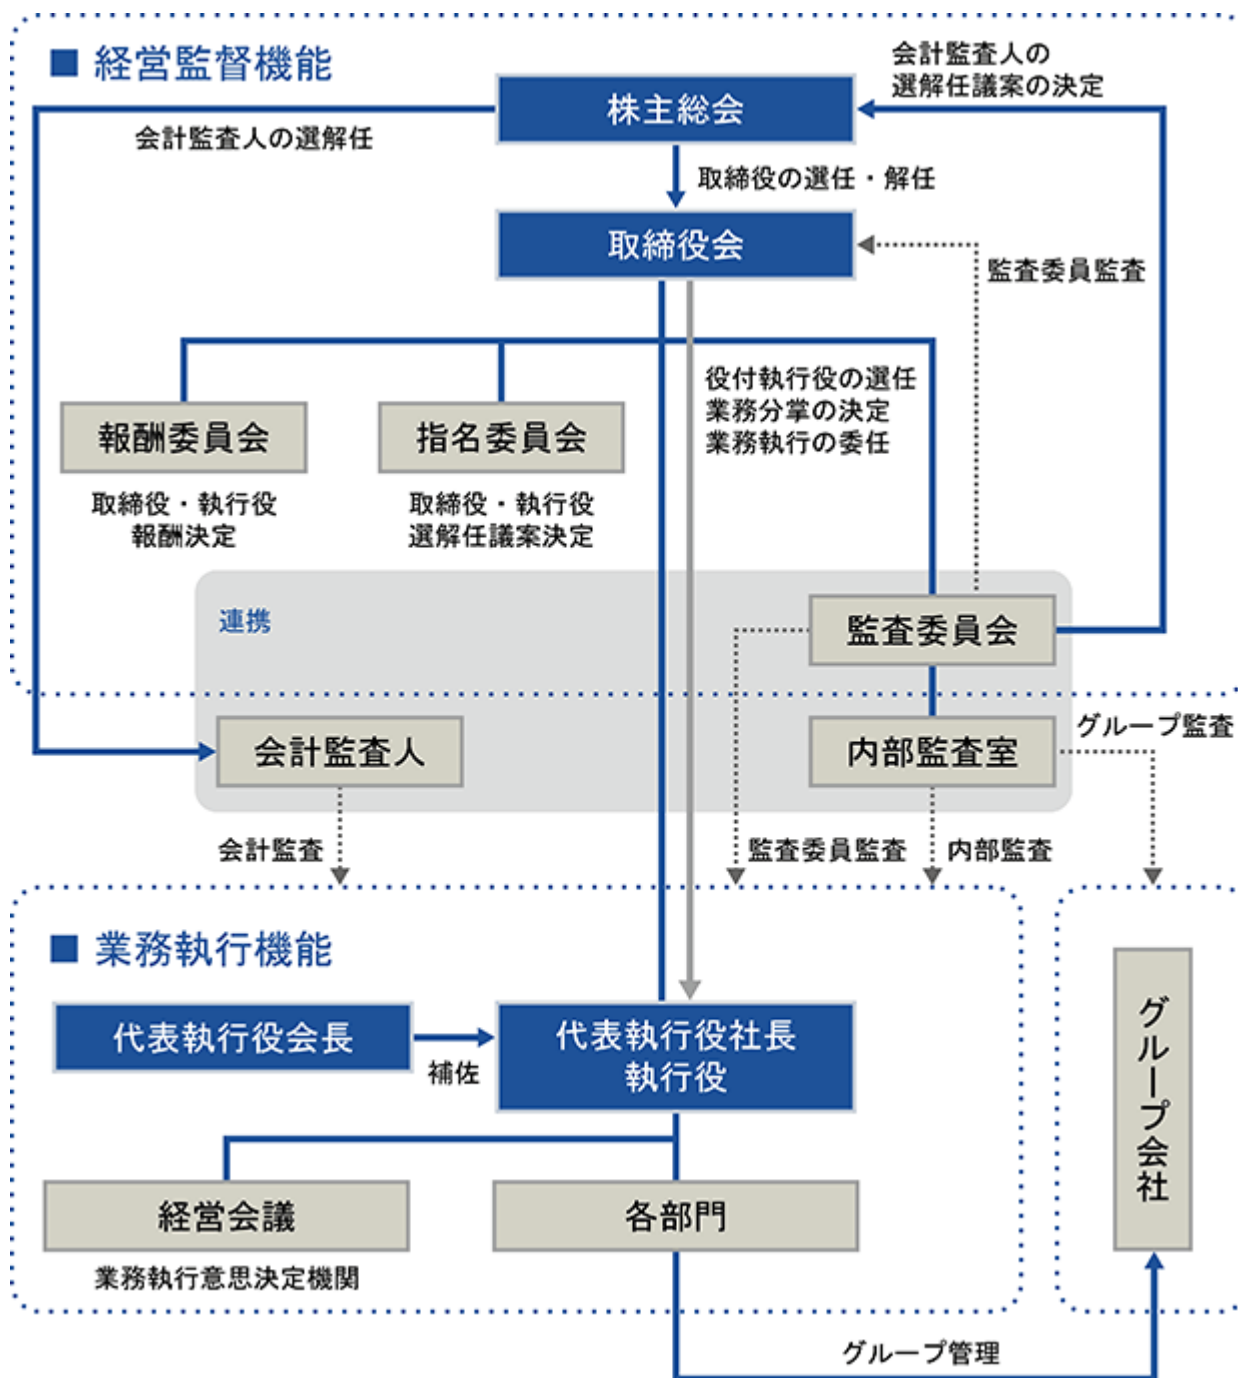 ■ 経営監督機能
会計監査人の
選解任議案の決定
株主総会
会計監査人の選解任
取締役の選任・解任
取締役会
監査委員監査
役付執行役の選任
業務分掌の決定
業務執行の委任
報酬委員会
指名委員会
取締役・執行役
報酬決定
取締役・執行役
選解任議案決定
連携
監査委員会
グループ監査
会計監査人
内部監査室
会計監査
監査委員監査
内部監査
■ 業務執行機能
代表執行役会長
補佐
代表執行役社長
執行役
グループ会社
経営会議
各部門
業務執行意思決定機関
グループ管理